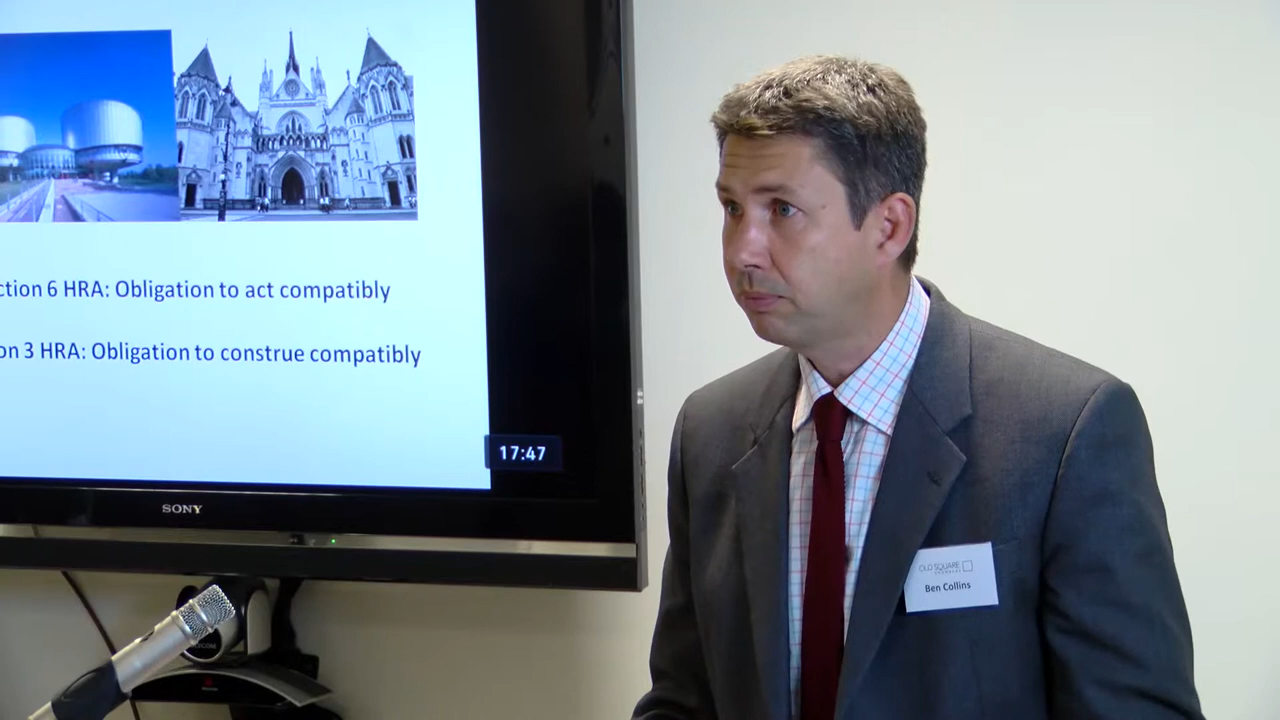 ction 6 HRA: Obligation to act compatibly
on 3 HRA: Obligation to construe compatibly
17:47
SONY
OLD SQUARE
CHAMBERS
Ben Collins